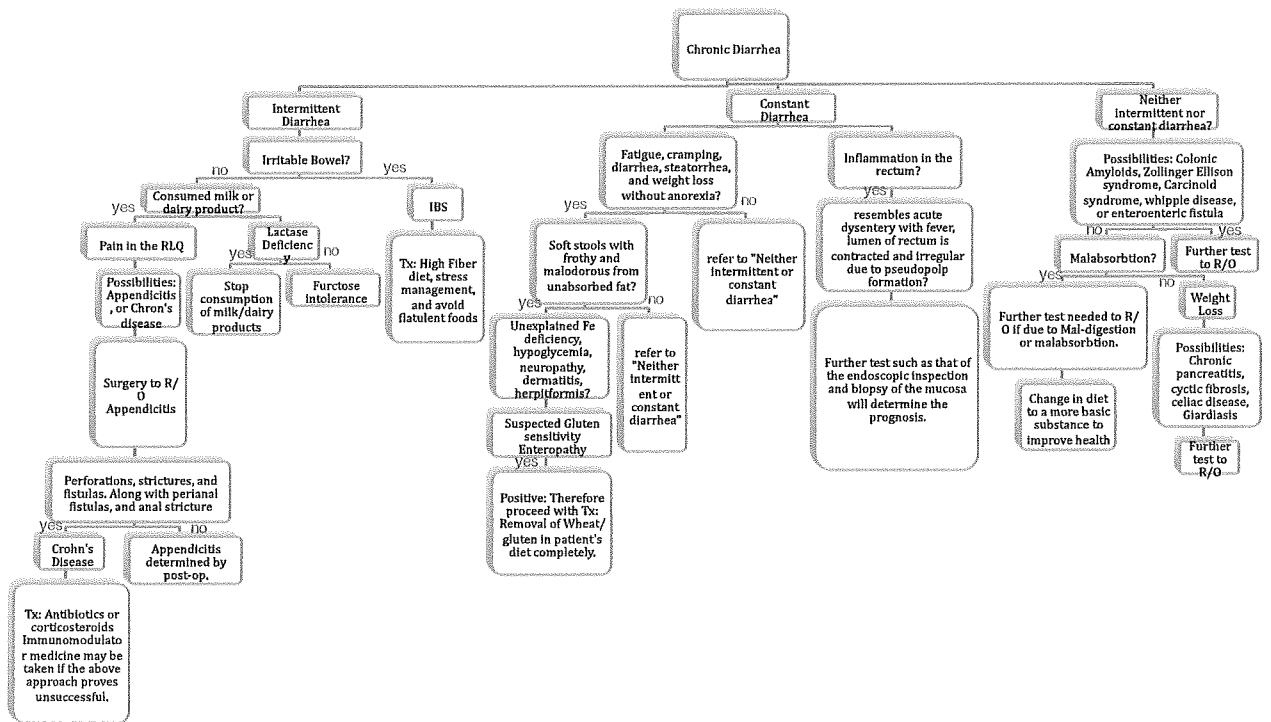 Chronic Diarrhea
Intermittent
Diarrhea
Irritable Bowel?
no
yes
Consumed milk or
dairy product?
yes
Pain in the RLQ
Possibilities:
Appendicitis
, or Chron's
disease
Surgery to R/
O
Appendicitis
Perforations, strictures, and
fistulas. Along with perianal
fistulas, and anal stricture
yes
no
Crohn's
Disease
Appendicitis
determined by
post-op.
Tx: Antibiotics or
corticosteroids
Immunomodulato
r medicine may be
taken if the above
approach proves
unsuccessful.
Lactase
Deficienc
y
yes
no
Stop
consumption
of milk/dairy
products
Furctose
intolerance
IBS
Tx: High Fiber
diet, stress
management,
and avoid
flatulent foods
Constant
Diarrhea
Fatigue, cramping,
diarrhea, steatorrhea,
and weight loss
without anorexia?
yes
no
Soft stools with
frothy and
malodorous from
unabsorbed fat?
refer to "Neither
intermittent or
constant
diarrhea"
yes
no
Unexplained Fe
deficiency,
hypoglycemia,
neuropathy,
dermatitis,
herpitiformis?
refer to
"Neither
intermitt
ent or
constant
diarrhea"
Suspected Gluten
sensitivity
Enteropathy
yes
Positive: Therefore
proceed with Tx:
Removal of Wheat/
gluten in patient's
diet completely.
Inflammation in the
rectum?
yes
resembles acute
dysentery with fever,
lumen of rectum is
contracted and irregular
due to pseudopolp
formation?
Further test such as that of
the endoscopic inspection
and biopsy of the mucosa
will determine the
prognosis.
Neither
intermittent nor
constant diarrhea?
Possibilities: Colonic
Amyloids, Zollinger Ellison
syndrome, Carcinoid
syndrome, whipple disease,
or enteroenteric fistula
no
yes
Malabsorbtion?
Further test
to R/O
yes
no
Further test needed to R/
O if due to Mal-digestion
or malabsorbtion.
Change in diet
to a more basic
substance to
improve health
Weight
Loss
Possibilities:
Chronic
pancreatitis,
cyctic fibrosis,
celiac disease,
Giardiasis
Further
test to
R/O